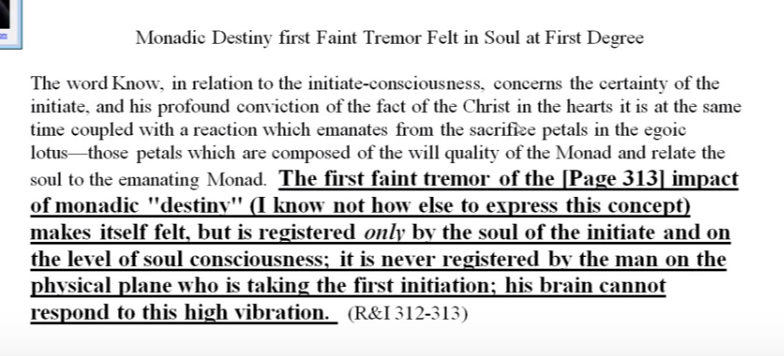 Monadic Destiny first Faint Tremor Felt in Soul at First Degree
The word Know, in relation to the initiate-consciousness, concerns the certainty of the
initiate, and his profound conviction of the fact of the Christ in the hearts it is at the same
time coupled with a reaction which emanates from the sacrifice petals in the egoic
lotus—those petals which are composed of the will quality of the Monad and relate the
soul to the emanating Monad. The first faint tremor of the [Page 313] impact
of monadic "destiny" (I know not how else to express this concept)
makes itself felt, but is registered only by the soul of the initiate and on
the level of soul consciousness; it is never registered by the man on the
physical plane who is taking the first initiation; his brain cannot
respond to this high vibration. (R&I 312-313)